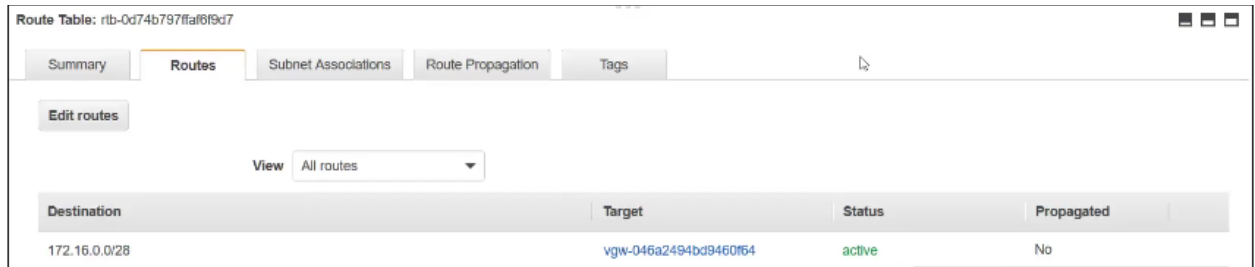 Route Table: rtb-0d74b797ffaf6f9d7
Summary Routes Subnet Associations Route Propagation Tags
Edit routes
View All routes
Destination Target Status Propagated
172.16.0.0/28 vgw-046a2494bd9460f64 active No